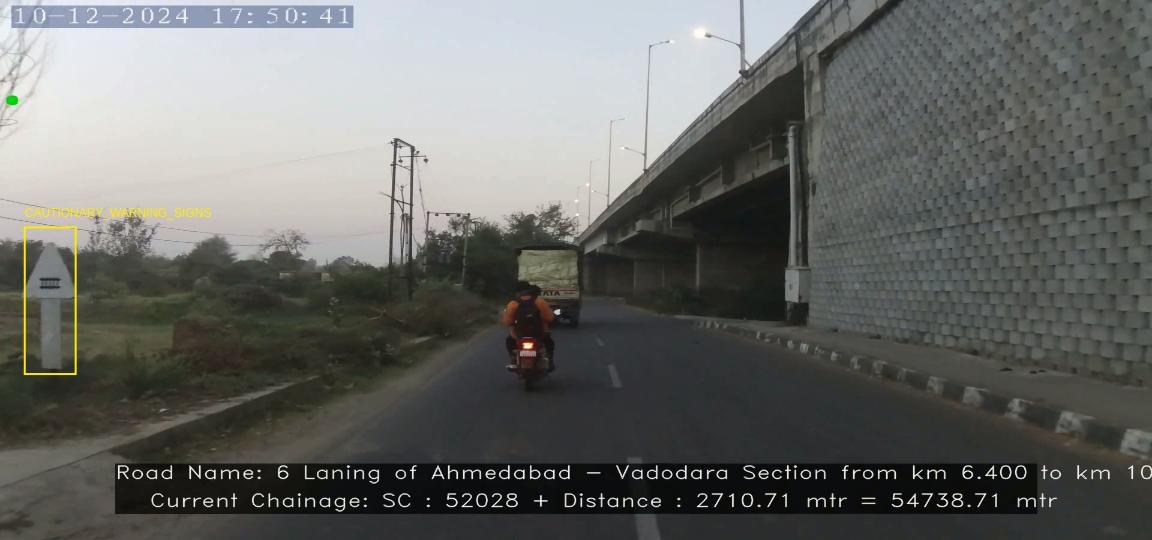 10-12-2024 17:50:41
CAUTIONARY_WARNING_SIGNS
TATA
Road Name: 6 Laning of Ahmedabad - Vadodara Section from km 6.400 to km 10
Current Chainage: SC : 52028 + Distance : 2710.71 mtr = 54738.71 mtr